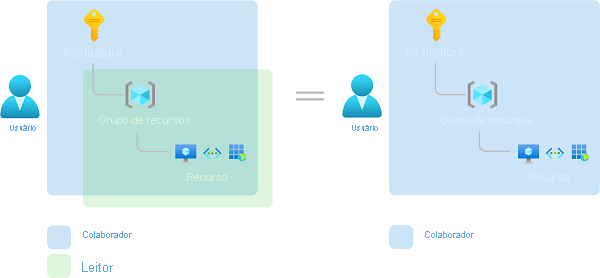 Assinatura
Grupo de recursos
Recurso
Usuário
Colaborador
Leitor
Assinatura
Grupo de recursos
Recurso
Usuário
Colaborador